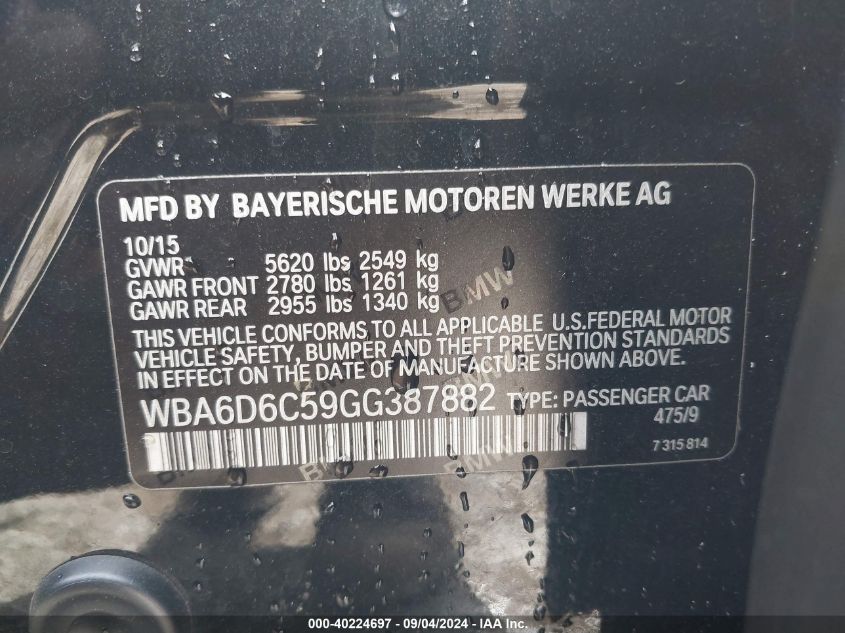 MFD BY BAYERISCHE MOTOREN WERKE AG
10/15
GVWR 5620 lbs 2549 kg
GAWR FRONT 2780 lbs 1261 kg
GAWR REAR 2955 lbs 1340 kg
THIS VEHICLE CONFORMS TO ALL APPLICABLE U.S.FEDERAL MOTOR
VEHICLE SAFETY, BUMPER AND THEFT PREVENTION STANDARDS
IN EFFECT ON THE DATE OF MANUFACTURE SHOWN ABOVE.
WBA6D6C59GG387882 TYPE: PASSENGER CAR
475/9
7 315 814
BMW
BMW
BMW
000-40224697 - 09/04/2024 - IAA Inc.